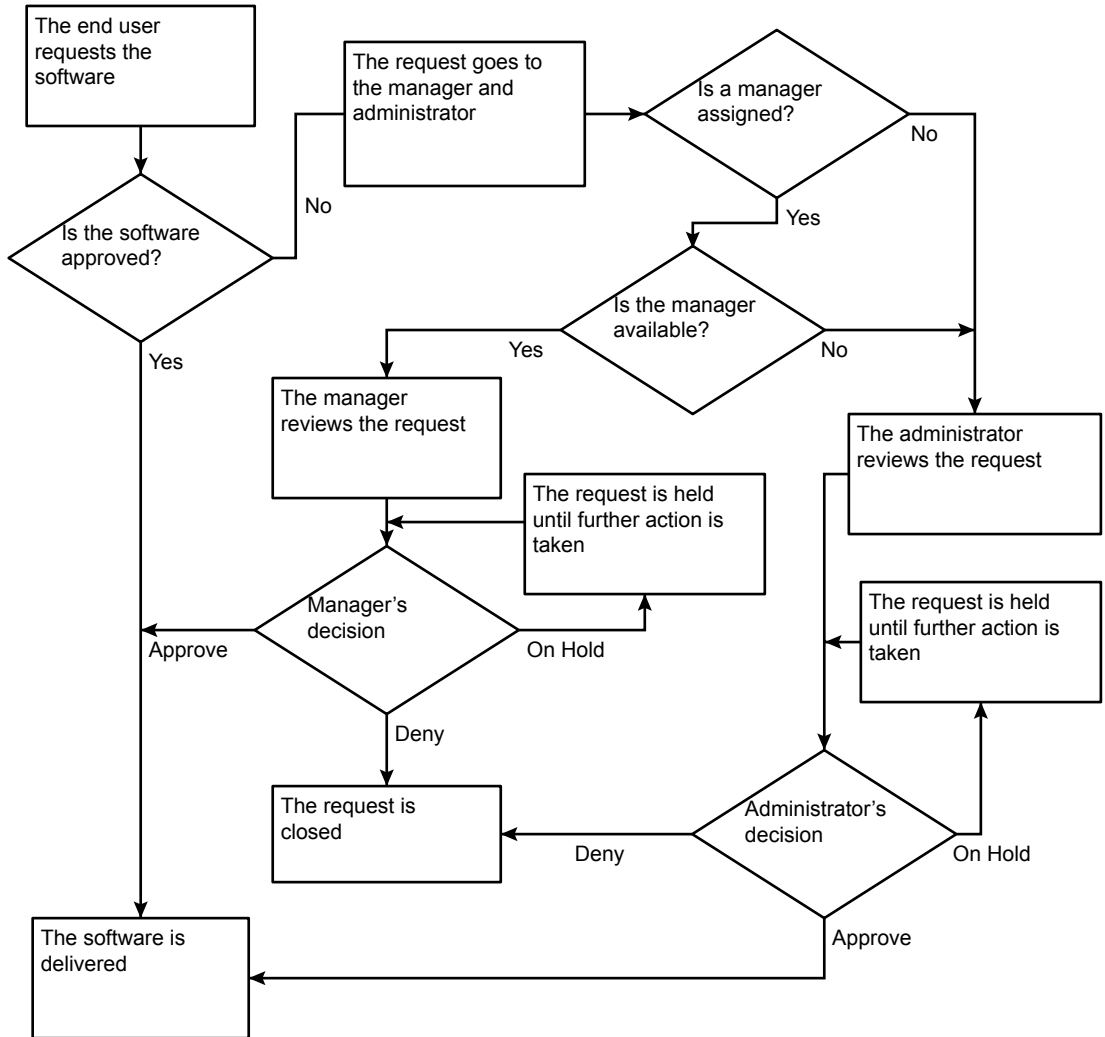 The end user
requests the
software
The request goes to
the manager and
administrator
Is a manager
assigned?
No
No
Yes
Is the software
approved?
Is the manager
available?
Yes
No
Yes
The manager
reviews the request
The administrator
reviews the request
The request is held
until further action is
taken
Manager’s
decision
Approve
On Hold
The request is held
until further action is
taken
Deny
The request is
closed
Administrator’s
decision
Deny
On Hold
Approve
The software is
delivered